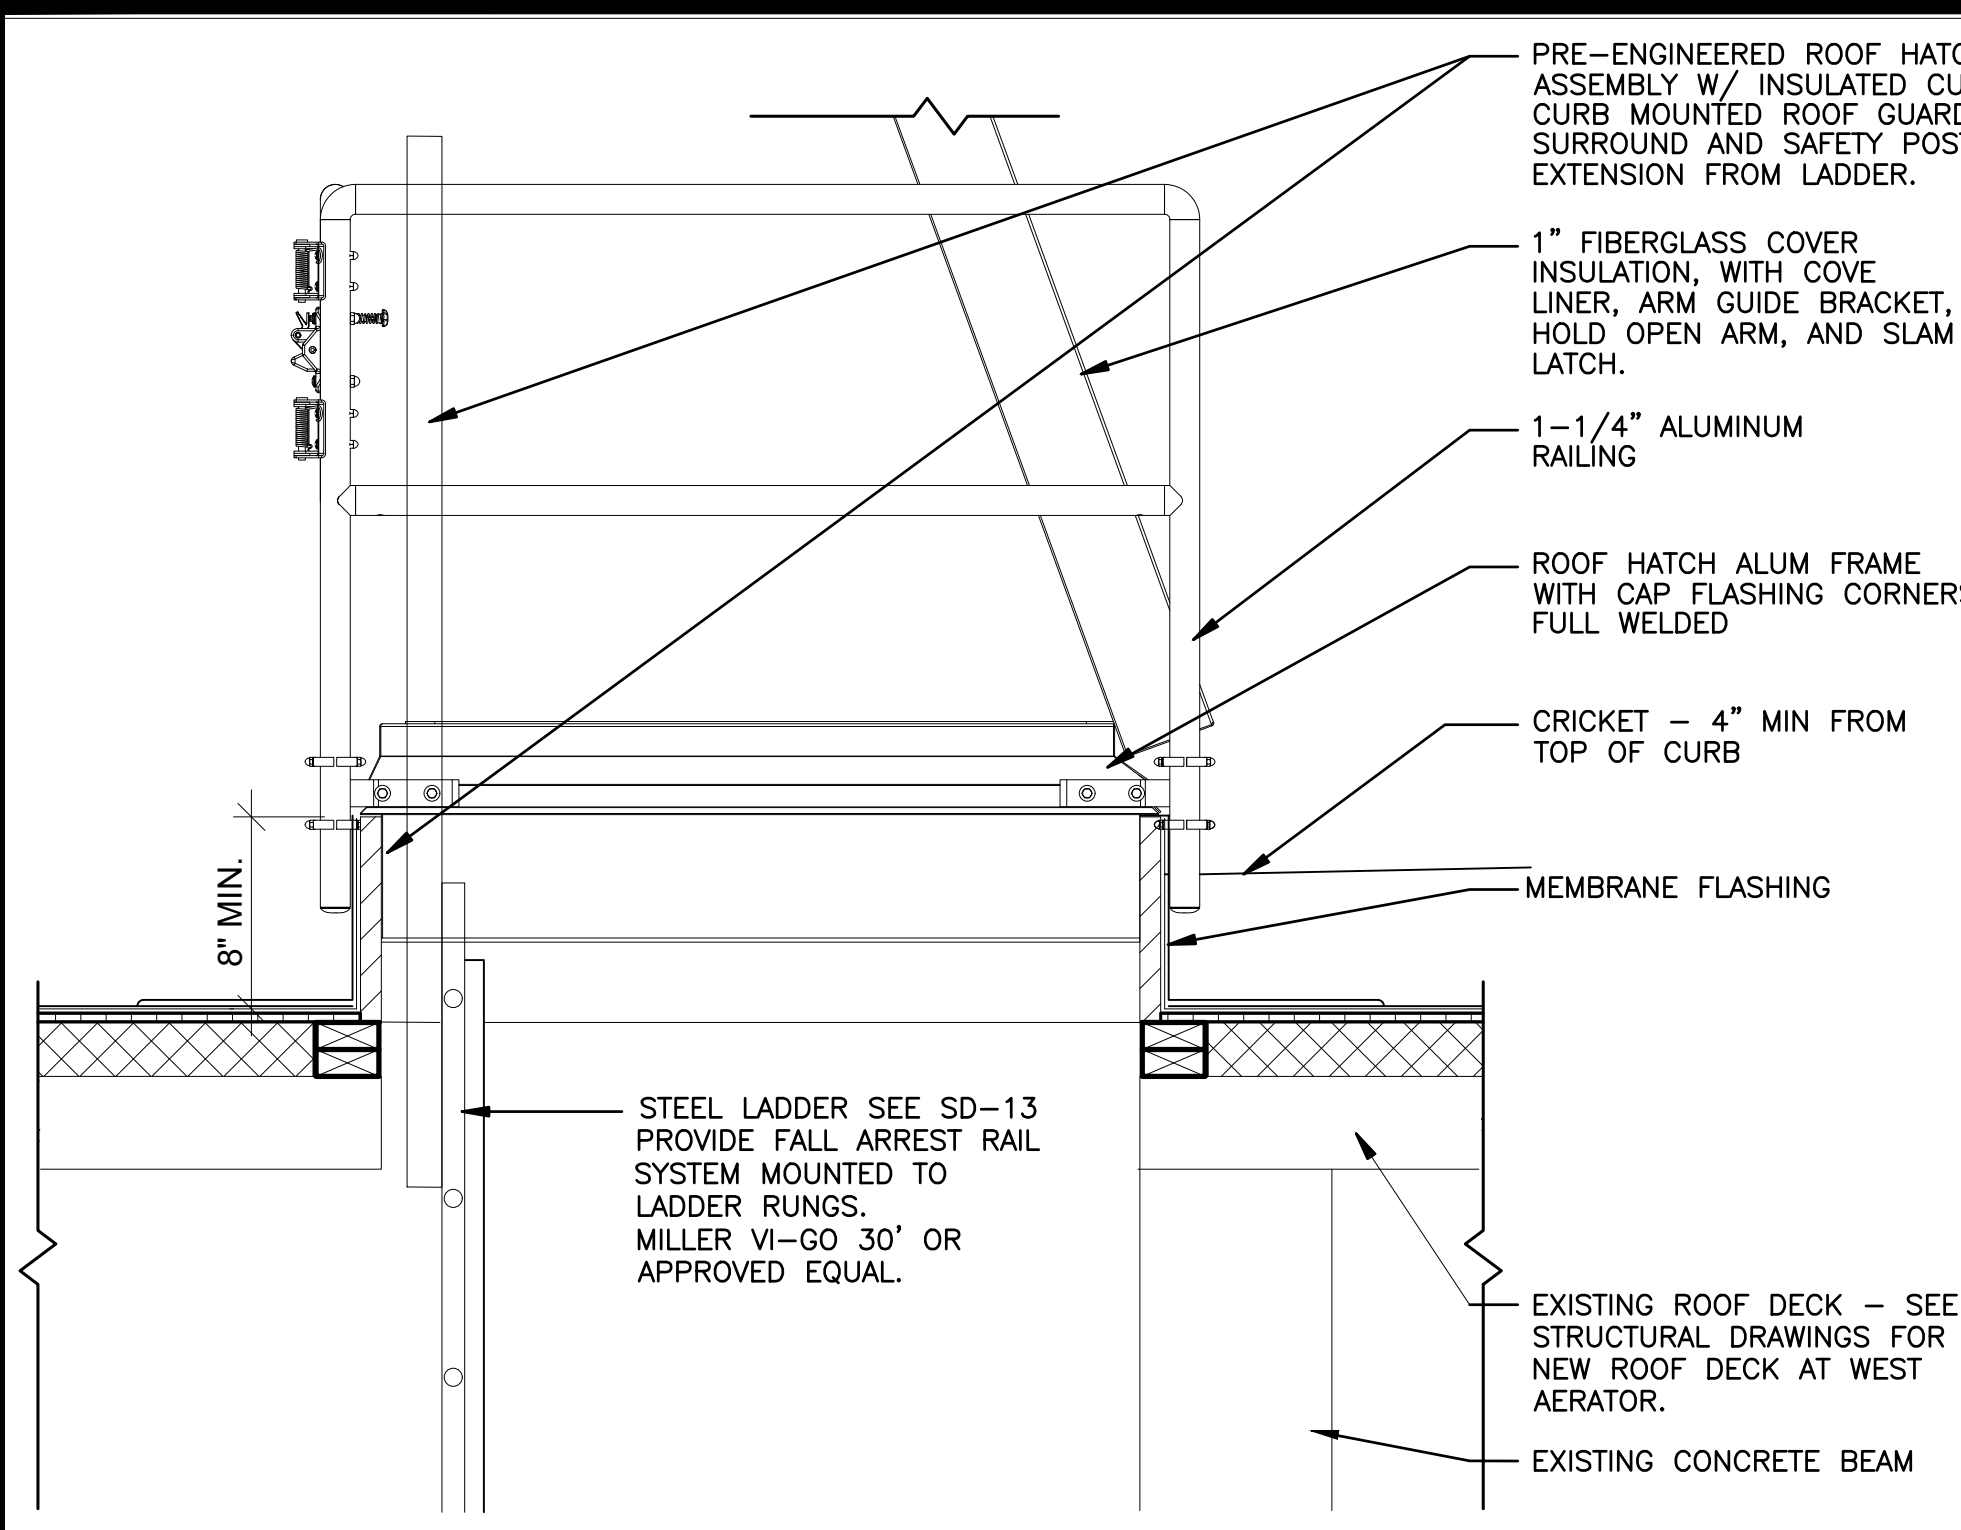 PRE-ENGINEERED ROOF
ASSEMBLY W/ INSULATED
CURB MOUNTED ROOF
SURROUND AND SAFETY
EXTENSION FROM LADDER.
1” FIBERGLASS COVER
INSULATION, WITH COVE
LINER, ARM GUIDE BRACKET,
HOLD OPEN ARM, AND SLAM
LATCH.
1-1/4” ALUMINUM
RAILING
ROOF HATCH ALUM FRAME
WITH CAP FLASHING CORNERS
FULL WELDED
CRICKET - 4” MIN FROM
TOP OF CURB
MEMBRANE FLASHING
8" MIN.
STEEL LADDER SEE SD-13
PROVIDE FALL ARREST RAIL
SYSTEM MOUNTED TO
LADDER RUNGS.
MILLER VI-GO 30’ OR
APPROVED EQUAL.
EXISTING ROOF DECK - SEE
STRUCTURAL DRAWINGS FOR
NEW ROOF DECK AT WEST
AERATOR.
EXISTING CONCRETE BEAM